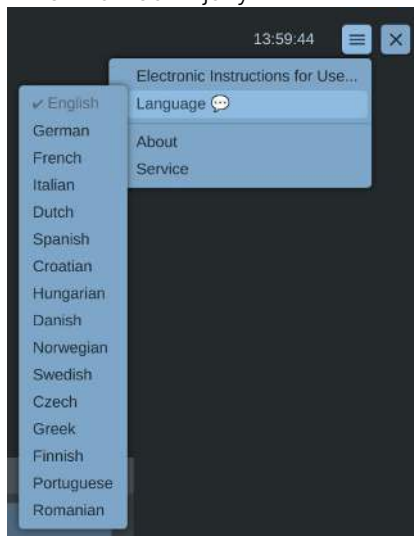 13:59:44
Electronic Instructions for Use...
Language 💬
About
Service
✔ English
German
French
Italian
Dutch
Spanish
Croatian
Hungarian
Danish
Norwegian
Swedish
Czech
Greek
Finnish
Portuguese
Romanian